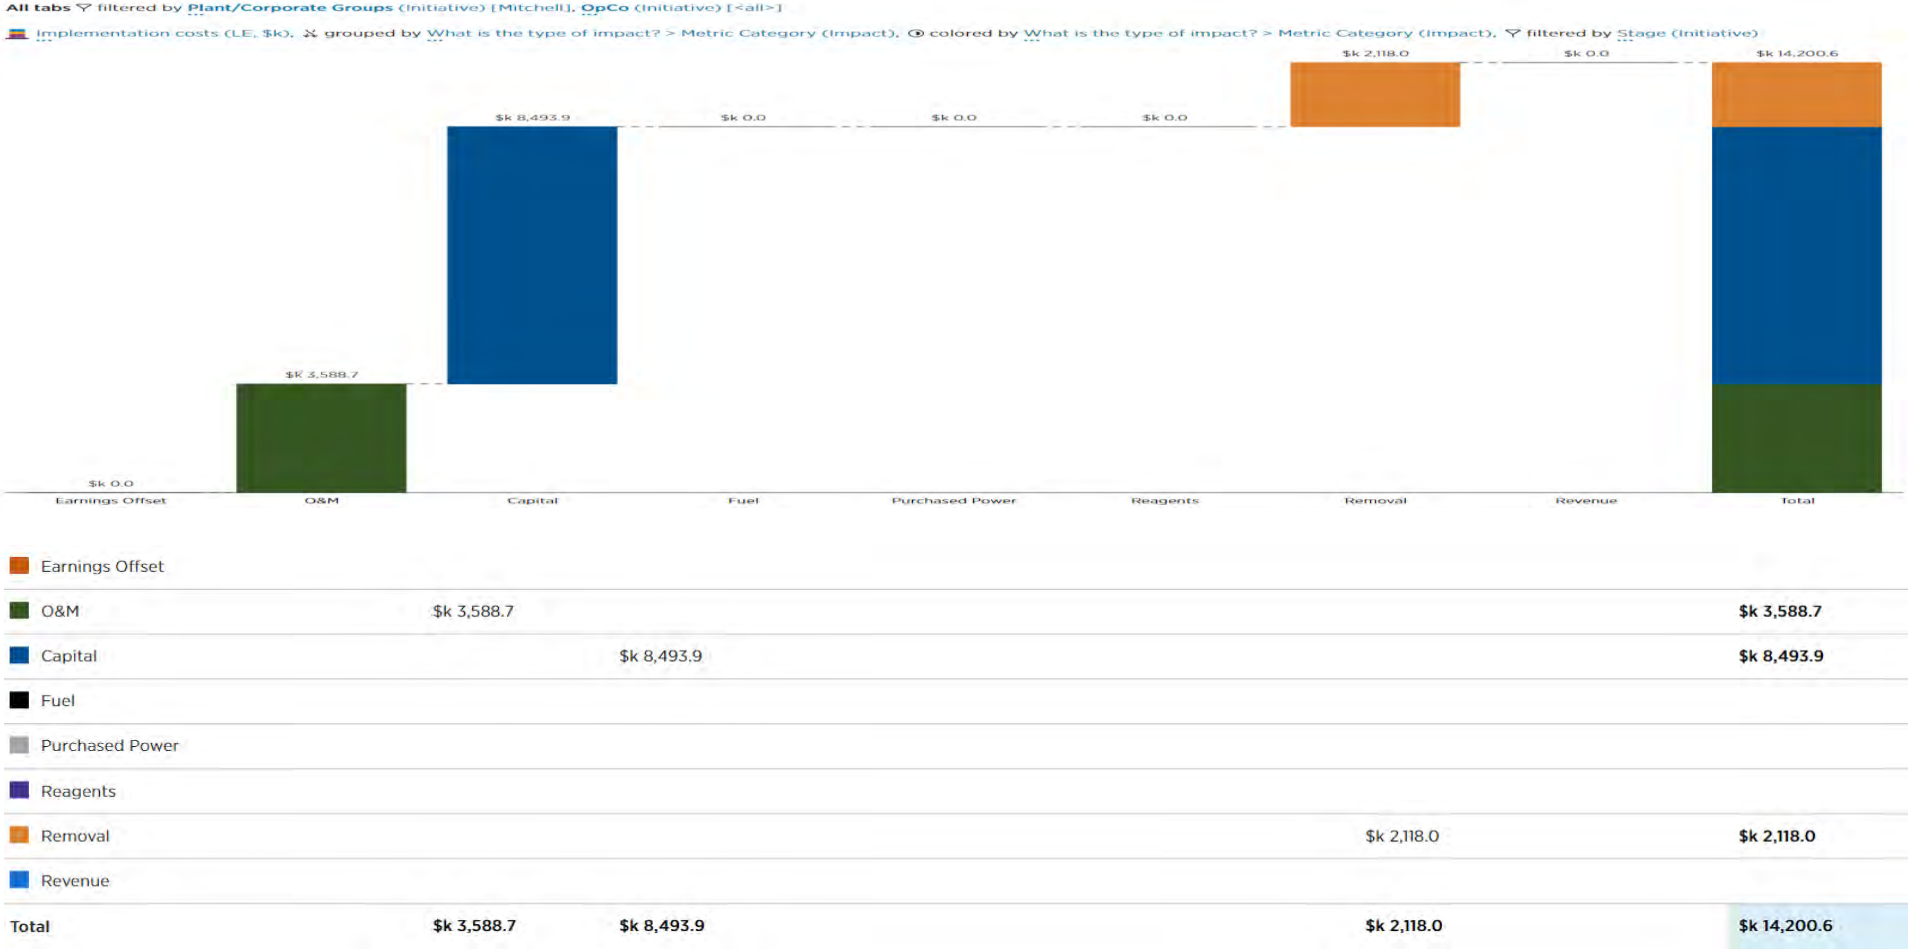 All tabs filtered by Plant/Corporate Groups (Initiative) [Mitchell], OpCo (Initiative) [<all>]
Implementation costs (LE, $k), grouped by What is the type of impact? > Metric Category (Impact), colored by What is the type of impact? > Metric Category (Impact), filtered by Stage (Initiative)
$k 2,118.0 $k 0.0 $k 14,200.6
$k 8,493.9 $k 0.0 $k 0.0 $k 0.0
$k 3,588.7
$k 0.0
Earnings Offset O&M Capital Fuel Purchased Power Reagents Removal Revenue Total
Earnings Offset
O&M $k 3,588.7 $k 3,588.7
Capital $k 8,493.9 $k 8,493.9
Fuel
Purchased Power
Reagents
Removal $k 2,118.0 $k 2,118.0
Revenue
Total $k 3,588.7 $k 8,493.9 $k 2,118.0 $k 14,200.6